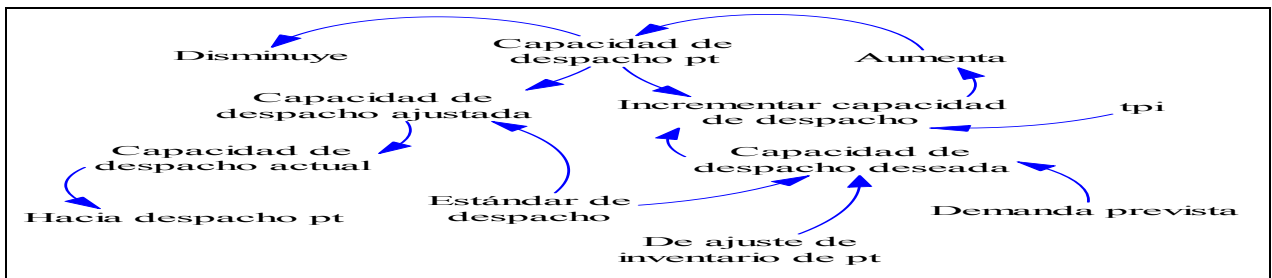 Capacidad de
despacho pt
Disminuye
Aumenta
Capacidad de
despacho ajustada
Incrementar capacidad
de despacho
tpi
Capacidad de
despacho actual
Capacidad de
despacho deseada
Estándar de
despacho
Hacia despacho pt
Demanda prevista
De ajuste de
inventario de pt